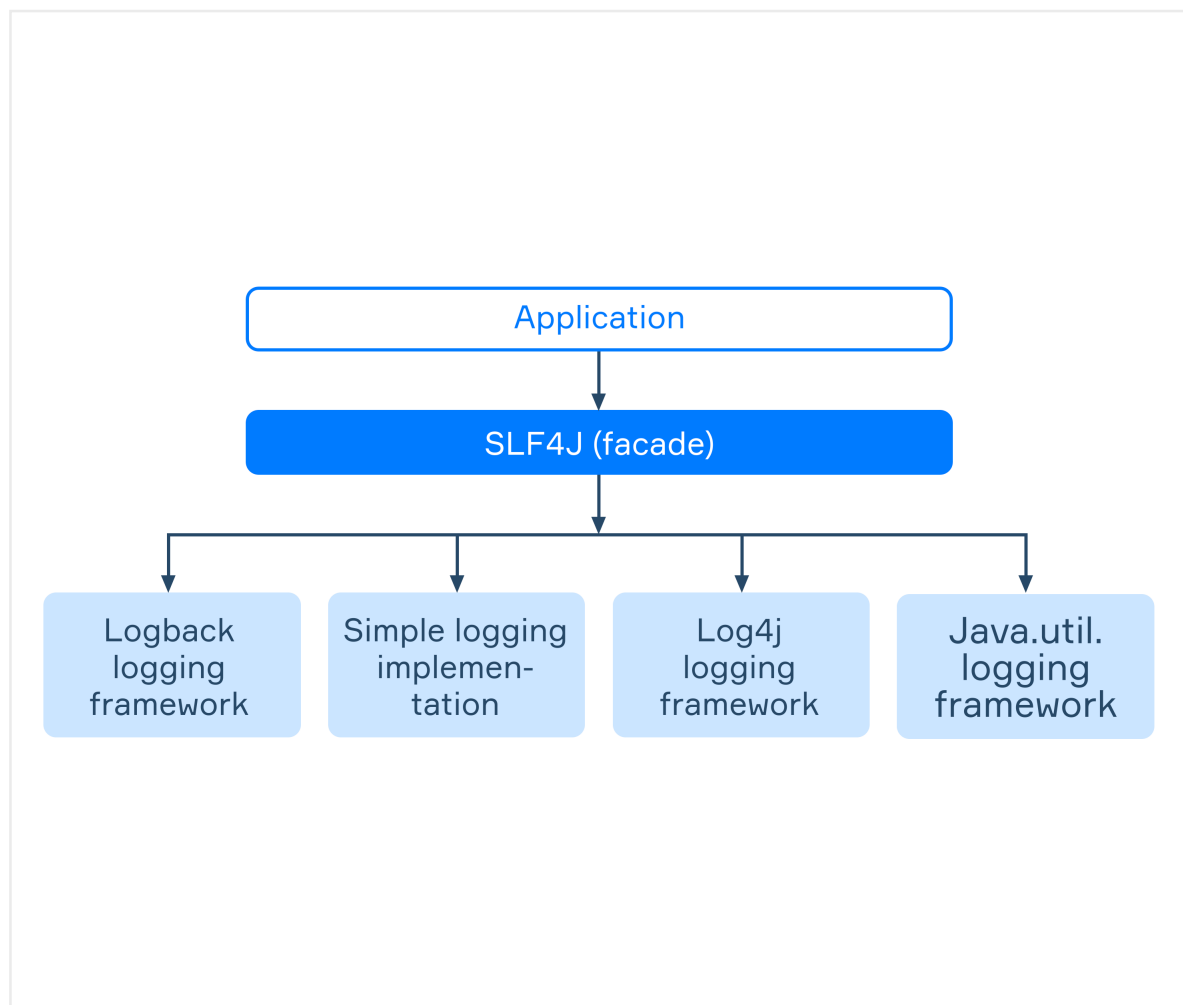 Application
SLF4J (facade)
Logback
logging
framework
Simple logging
implemen-
tation
Log4j
logging
framework
Java.util.
logging
framework